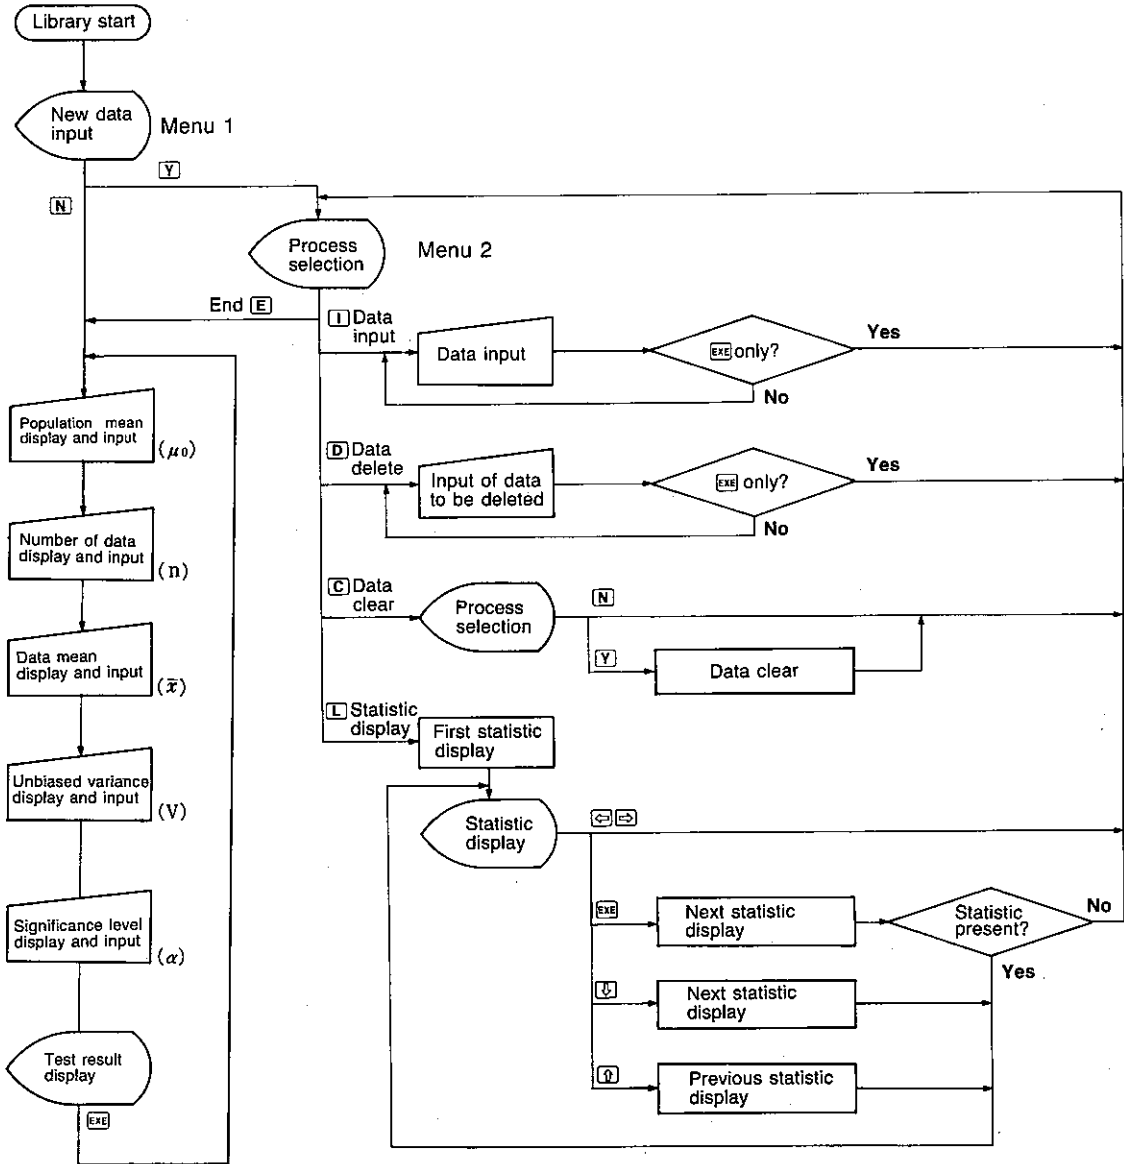 Library start
New data
input
Menu 1
Y
N
Process
selection
Menu 2
End E
I Data
input
Data input
EXE only?
Yes
No
Population mean
display and input
(μ0)
D Data
delete
Input of data
to be deleted
EXE only?
Yes
No
Number of data
display and input
(n)
C Data
clear
Process
selection
N
Y
Data clear
Data mean
display and input
(x̄)
L Statistic
display
First statistic
display
Unbiased variance
display and input
(V)
Statistic
display
⇦ ⇨
EXE
Next statistic
display
Statistic
present?
No
Yes
Significance level
display and input
(α)
⇩
Next statistic
display
⇧
Previous statistic
display
Test result
display
EXE